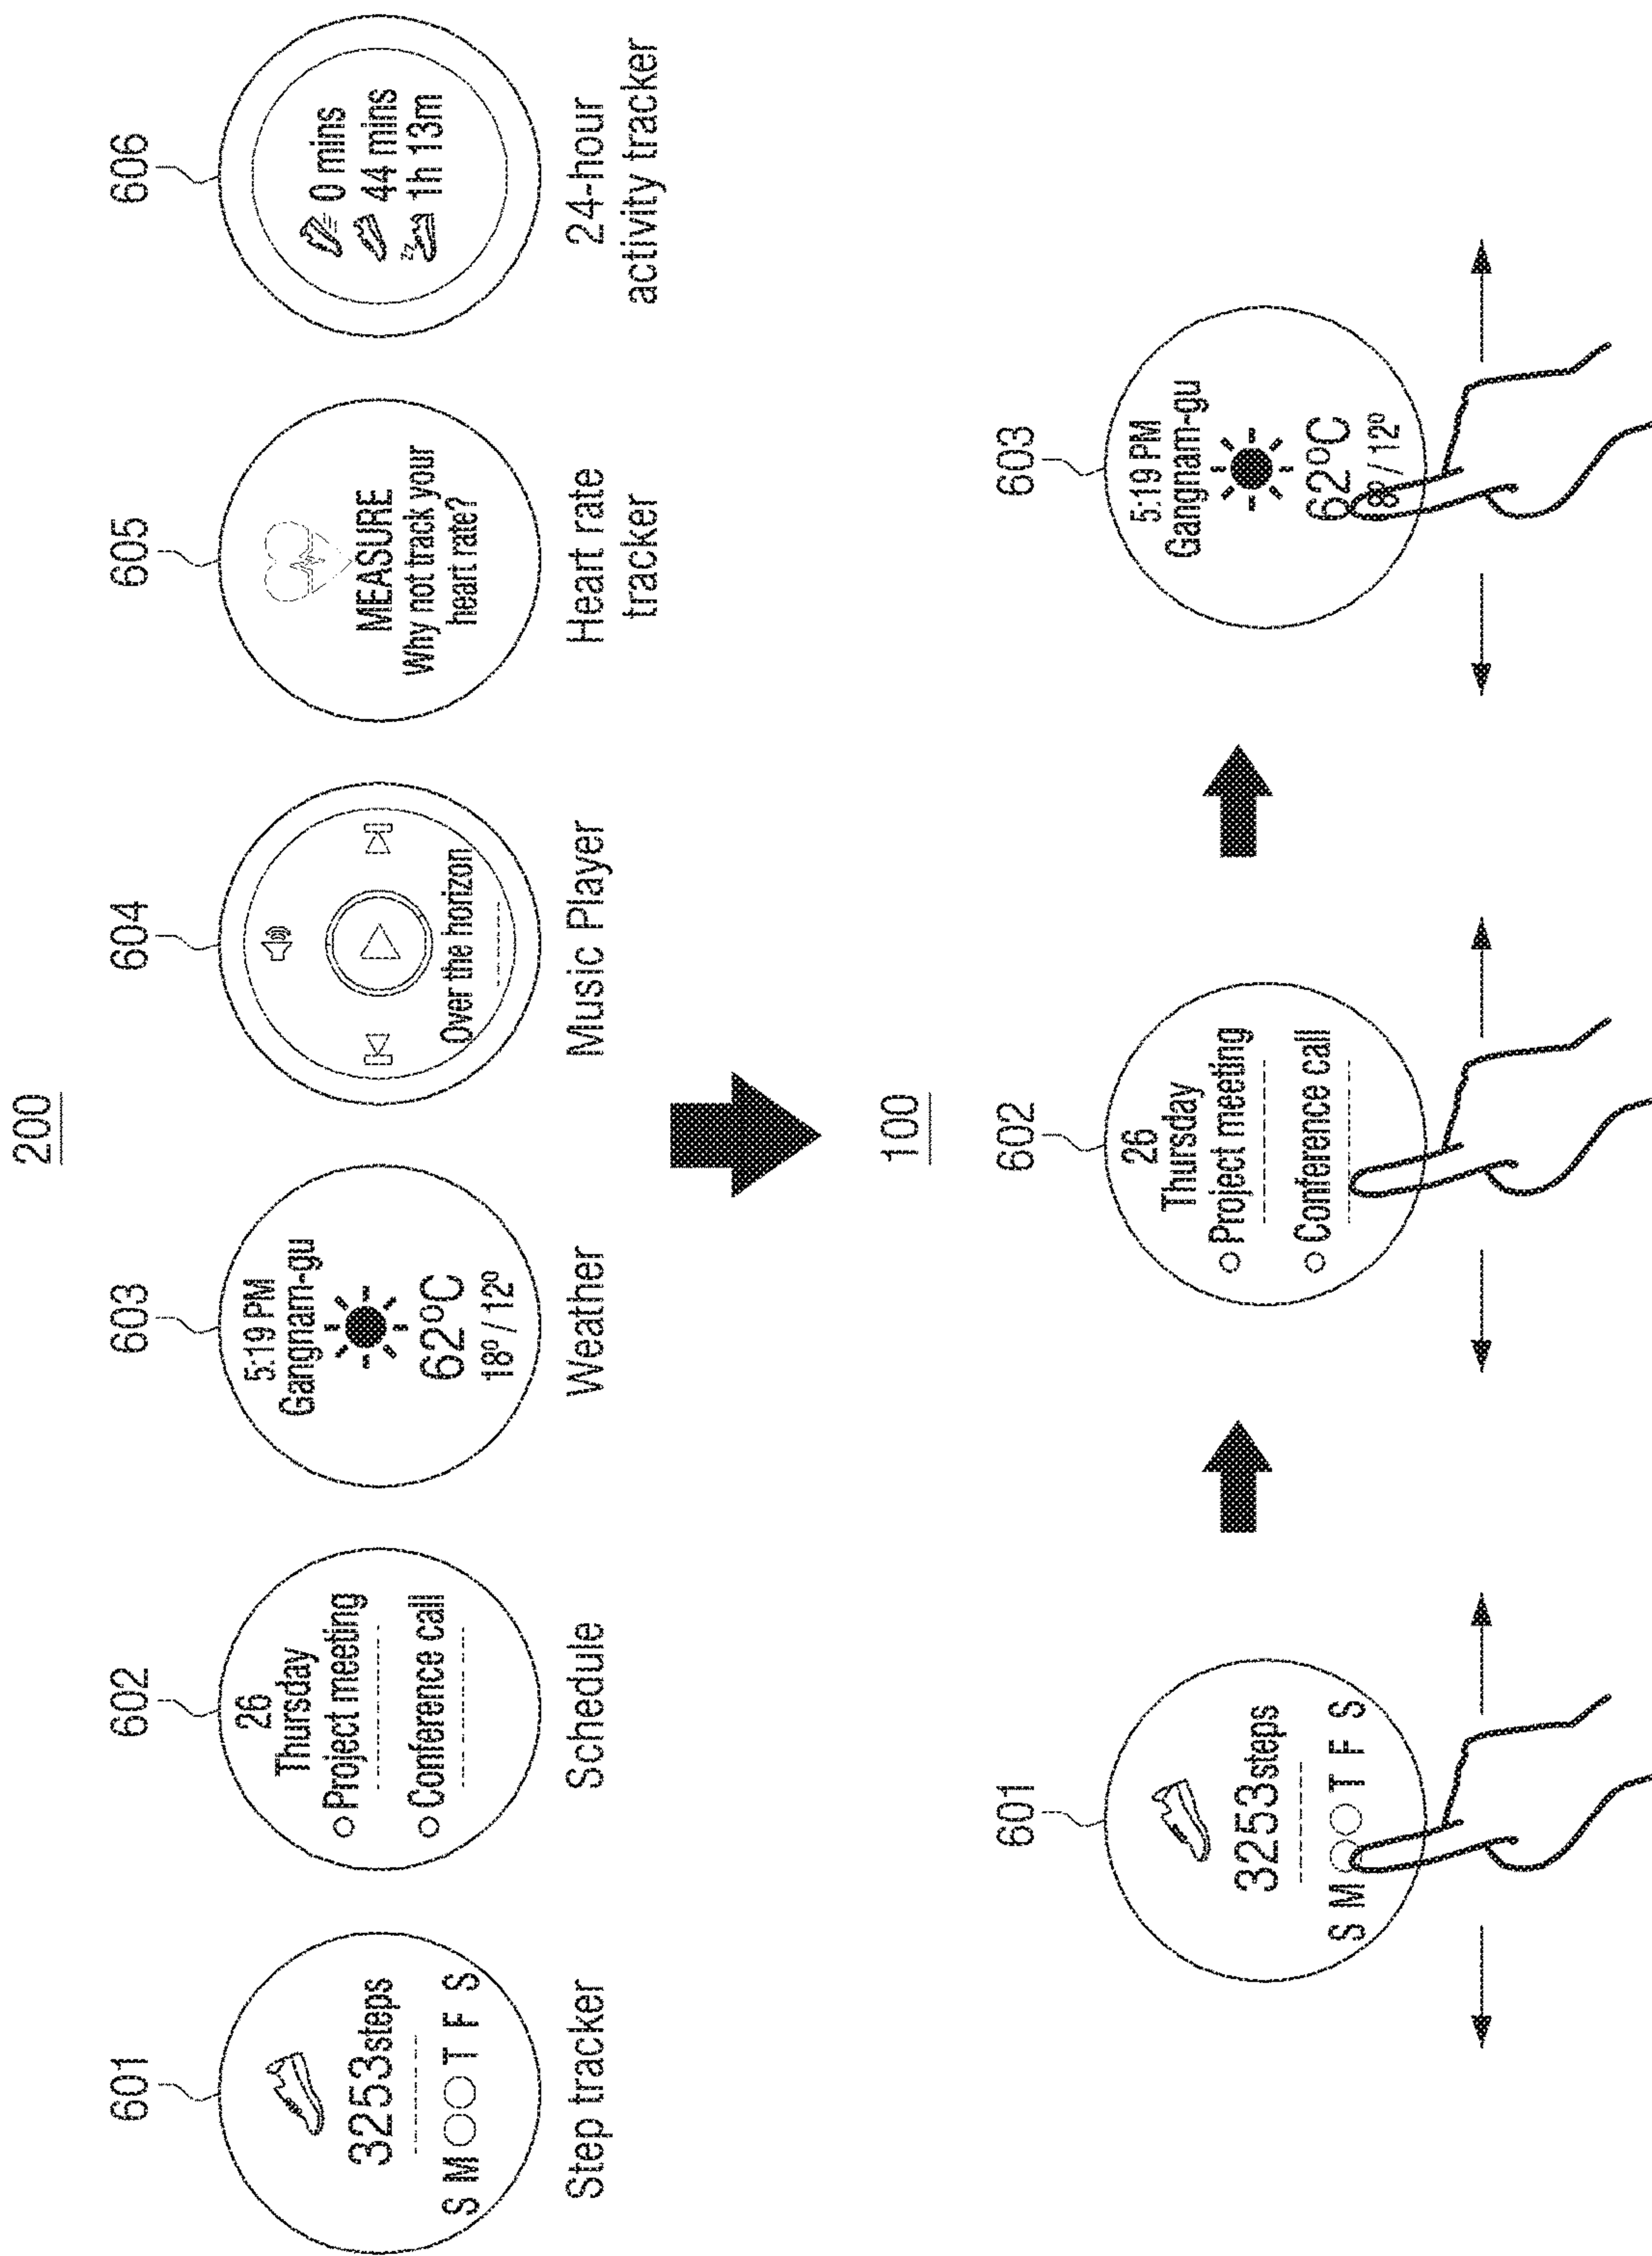 200
601
3253steps
S M T F S
Step tracker
602
26
Thursday
Project meeting
Conference call
Schedule
603
5:19 PM
Gangnam-gu
62°C
18° / 12°
Weather
604
Over the horizon
Music Player
605
MEASURE
Why not track your
heart rate?
Heart rate
tracker
606
0 mins
44 mins
1h 13m
24-hour
activity tracker
100
601
3253steps
S M T F S
602
26
Thursday
Project meeting
Conference call
603
5:19 PM
Gangnam-gu
62°C
8° / 12°